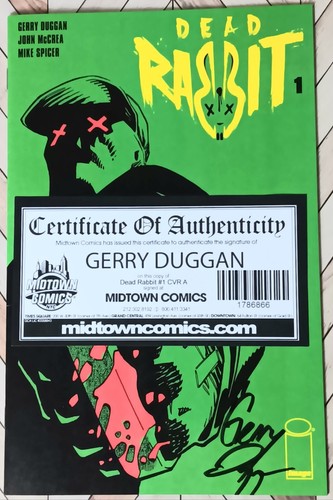 GERRY DUGGAN
JOHN McCREA
MIKE SPICER
DEAD
RABBIT
1
Certificate Of Authenticity
Midtown Comics has issued this certificate to authenticate the signature of
GERRY DUGGAN
on this copy of
Dead Rabbit #1 CVR A
signed at
MIDTOWN COMICS
MIDTOWN
COMICS
1786866
midtowncomics.com
Gerry